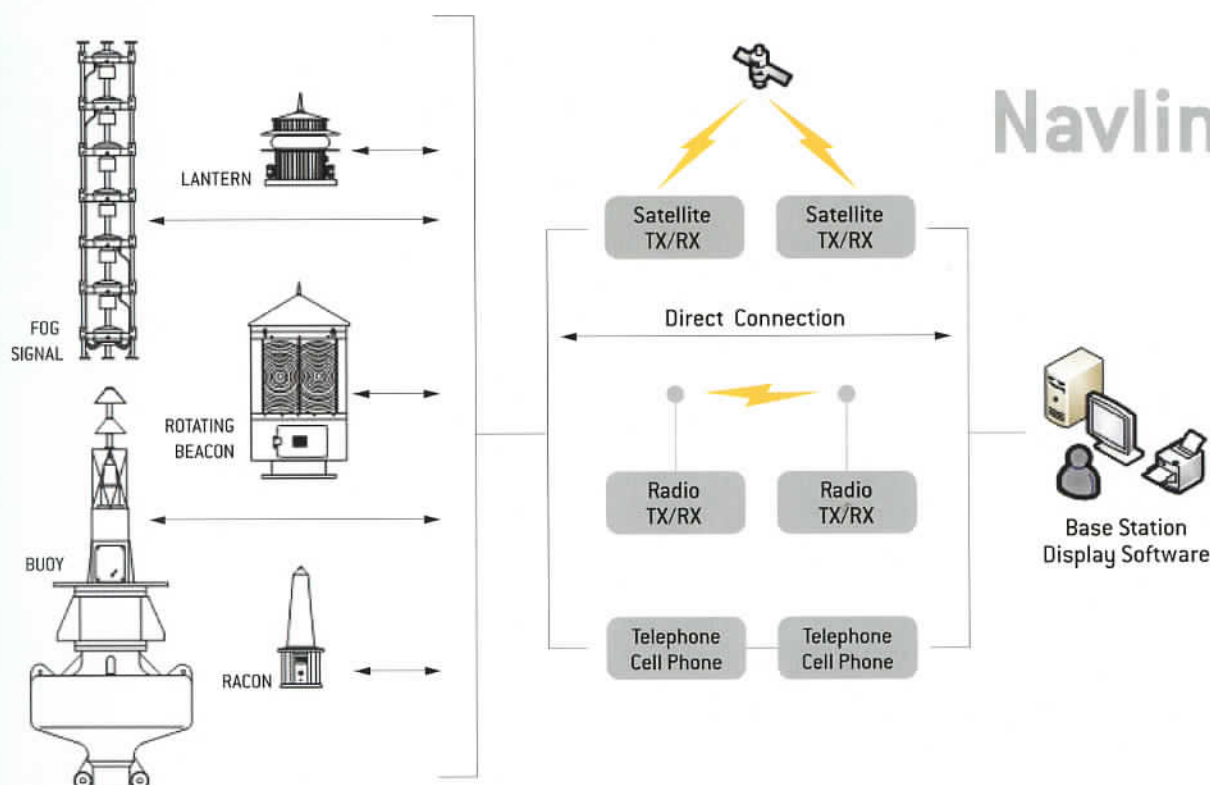 LANTERN
FOG
SIGNAL
ROTATING
BEACON
BUOY
RACON
Navlin
Satellite
TX/RX
Satellite
TX/RX
Direct Connection
Radio
TX/RX
Radio
TX/RX
Telephone
Cell Phone
Telephone
Cell Phone
Base Station
Display Software